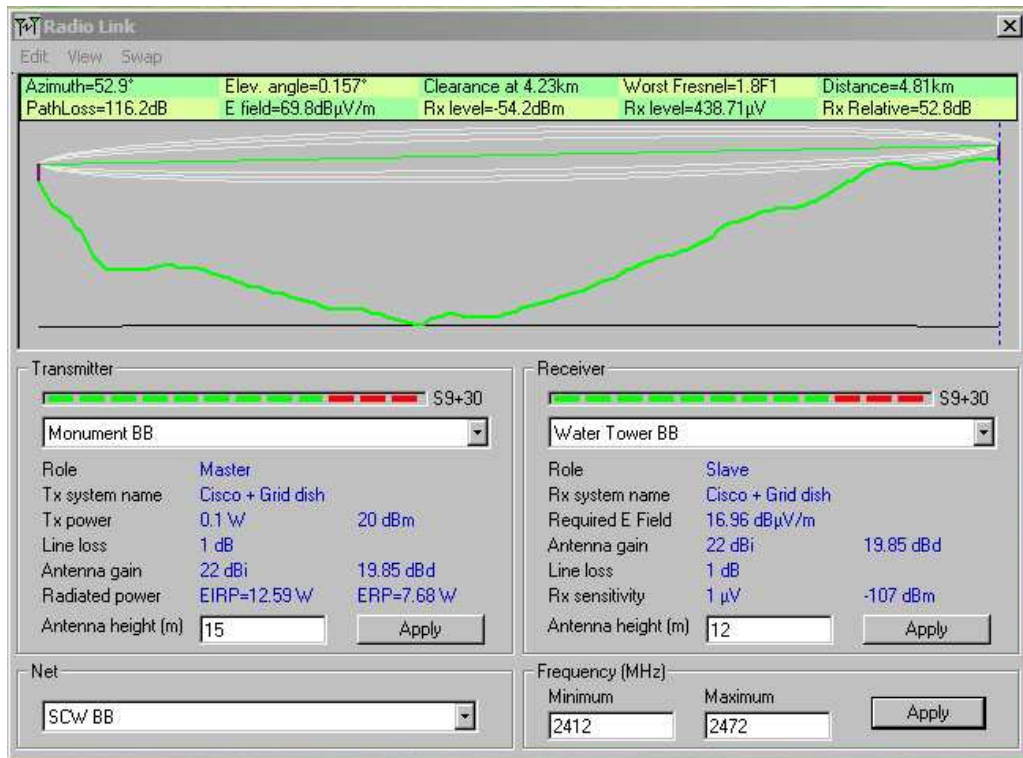 Radio Link
Edit View Swap
Azimuth=52.9° Elev. angle=0.157° Clearance at 4.23km Worst Fresnel=1.8F1 Distance=4.81km
PathLoss=116.2dB E field=69.8dBµV/m Rx level=-54.2dBm Rx level=438.71µV Rx Relative=52.8dB
Transmitter
S9+30
Monument BB
Role Master
Tx system name Cisco + Grid dish
Tx power 0.1 W 20 dBm
Line loss 1 dB
Antenna gain 22 dBi 19.85 dBd
Radiated power EIRP=12.59 W ERP=7.68 W
Antenna height (m) 15 Apply
Receiver
S9+30
Water Tower BB
Role Slave
Rx system name Cisco + Grid dish
Required E Field 16.96 dBµV/m
Antenna gain 22 dBi 19.85 dBd
Line loss 1 dB
Rx sensitivity 1 µV -107 dBm
Antenna height (m) 12 Apply
Net
SCW BB
Frequency (MHz)
Minimum Maximum
2412 2472 Apply